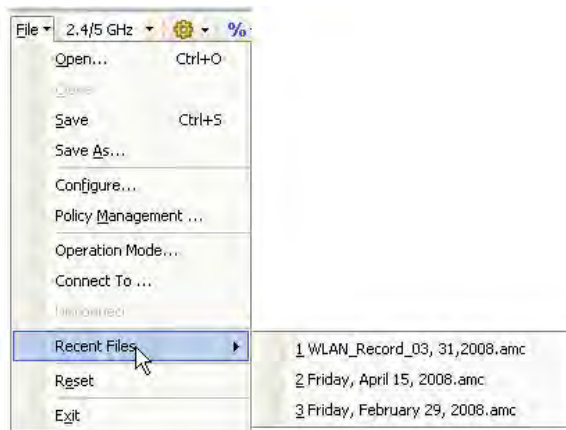 File 2.4/5 GHz %
Open... Ctrl+O
Close
Save Ctrl+S
Save As...
Configure...
Policy Management ...
Operation Mode...
Connect To ...
Disconnect
Recent Files
1 WLAN_Record_03, 31,2008.amc
2 Friday, April 15, 2008.amc
3 Friday, February 29, 2008.amc
Reset
Exit